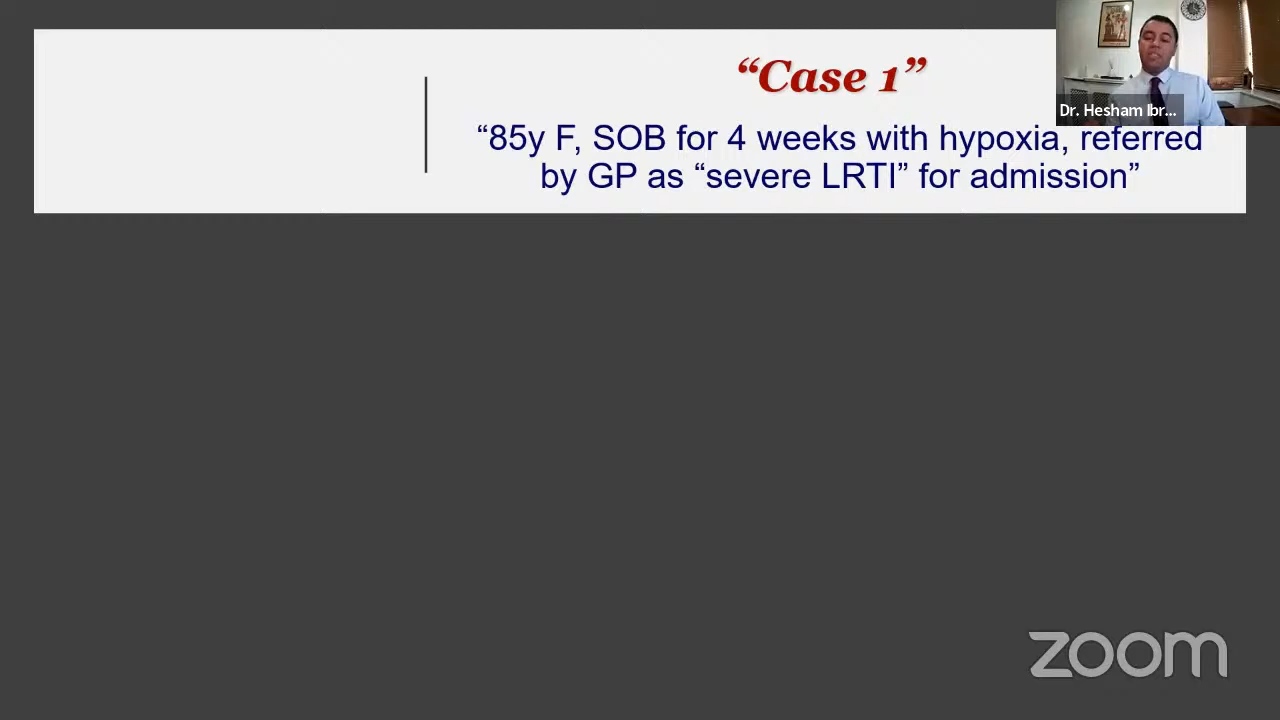 “Case 1”
Dr. Hesham Ibr...
“85y F, SOB for 4 weeks with hypoxia, referred
by GP as “severe LRTI” for admission”
zoom